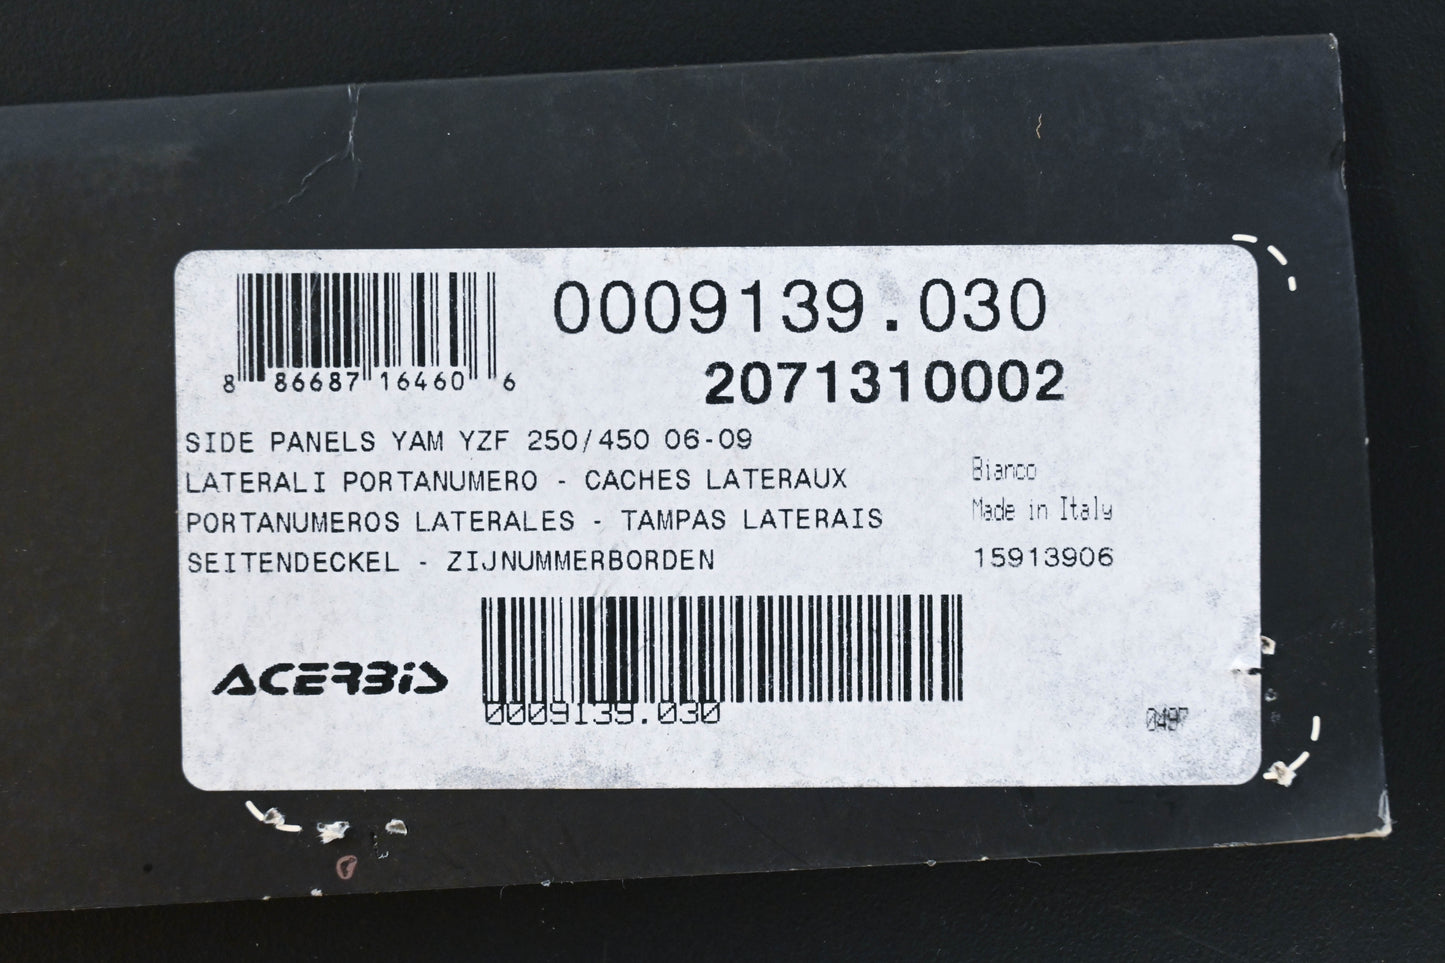 0009139.030
8 86687 16460 6
2071310002
SIDE PANELS YAM YZF 250/450 06-09
LATERALI PORTANUMERO - CACHES LATERAUX
Bianco
PORTANUMEROS LATERALES - TAMPAS LATERAIS
Made in Italy
SEITENDECKEL - ZIJNUMMERBORDEN
15913906
ACERBIS
0009139.030